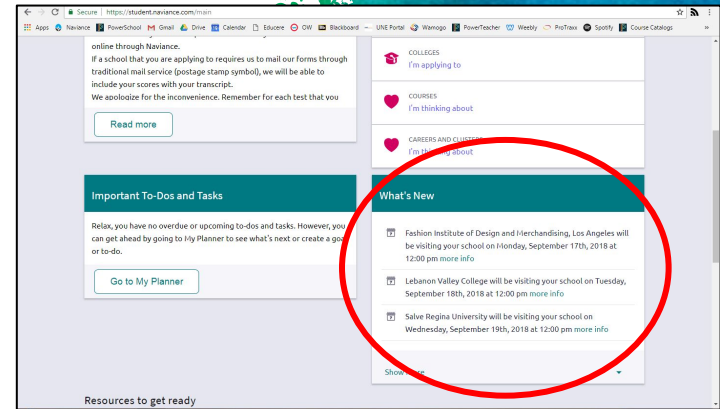 Secure | https://student.naviance.com/main
Apps Naviance PowerSchool Gmail Drive Calendar Educere OW Blackboard UNE Portal Wamogo PowerTeacher Weebly ProTraxx Spotify Course Catalogs »
online through Naviance.
If a school that you are applying to requires us to mail our forms through
traditional mail service (postage stamp symbol), we will be able to
include your scores with your transcript.
We apologize for the inconvenience. Remember for each test that you
Read more
COLLEGES
I'm applying to
COURSES
I'm thinking about
CAREERS AND CLUSTERS
I'm thinking about
Important To-Dos and Tasks
Relax, you have no overdue or upcoming to-dos and tasks. However, you
can get ahead by going to My Planner to see what's next or create a goal
or to-do.
Go to My Planner
What's New
Fashion Institute of Design and Merchandising, Los Angeles will
be visiting your school on Monday, September 17th, 2018 at
12:00 pm more info
Lebanon Valley College will be visiting your school on Tuesday,
September 18th, 2018 at 12:00 pm more info
Salve Regina University will be visiting your school on
Wednesday, September 19th, 2018 at 12:00 pm more info
Show More
Resources to get ready